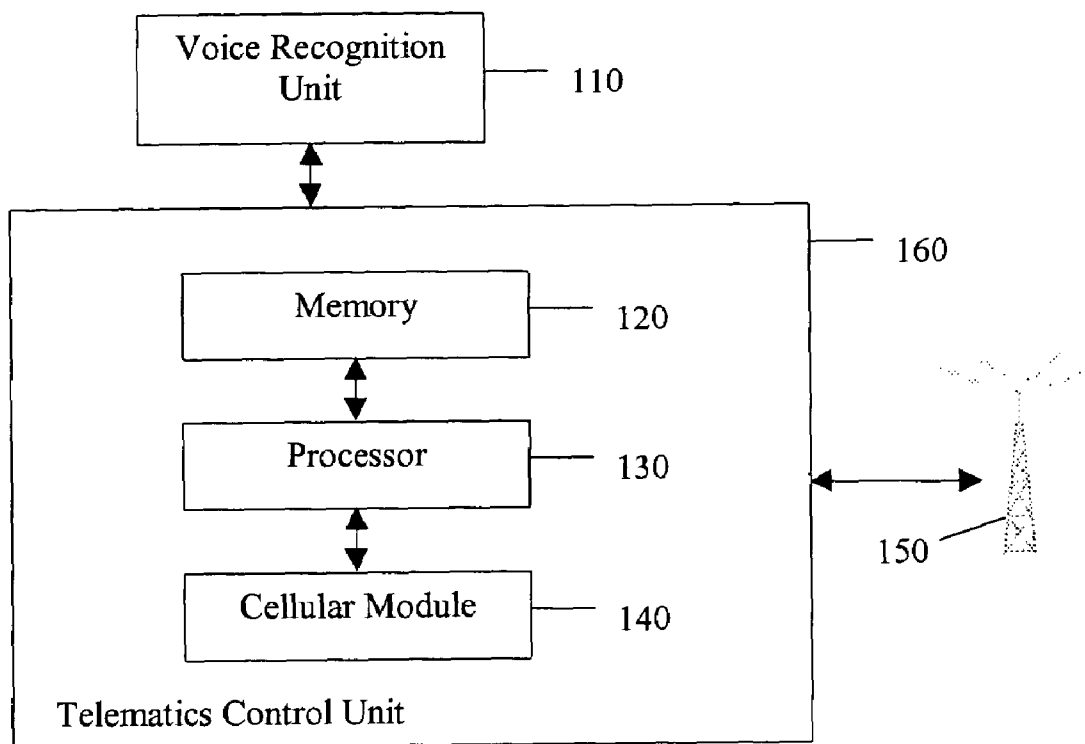 Voice Recognition
Unit
110
160
Memory
120
Processor
130
150
Cellular Module
140
Telematics Control Unit